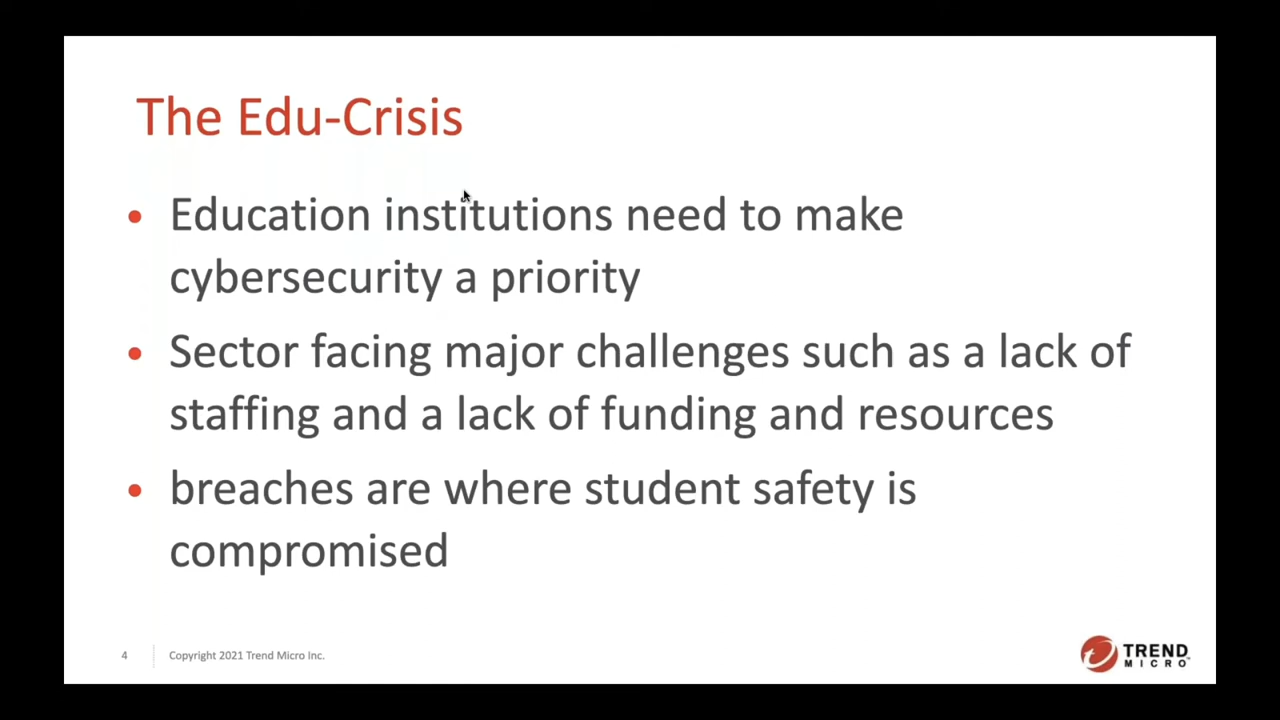 The Edu-Crisis
• Education institutions need to make
cybersecurity a priority
• Sector facing major challenges such as a lack of
staffing and a lack of funding and resources
• breaches are where student safety is
compromised
4
Copyright 2021 Trend Micro Inc.
TREND
MICRO